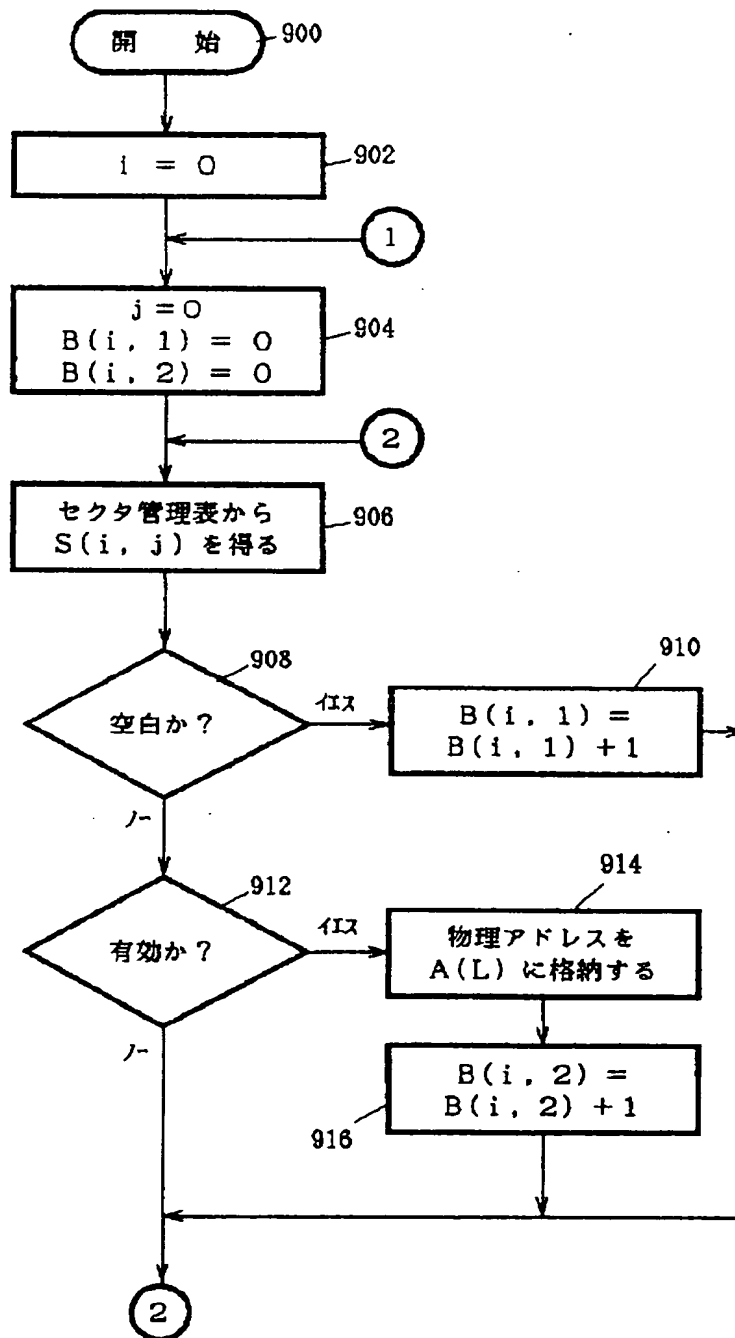 開 始
900
i = 0
902
1
j=0
B(i, 1) = 0
B(i, 2) = 0
904
2
セクタ管理表から
S(i, j)を得る
906
908
空白か?
イエス
910
B(i, 1) =
B(i, 1) +1
ノー
912
有効か?
イエス
914
物理アドレスを
A(L)に格納する
ノー
B(i, 2) =
B(i, 2) +1
916
2